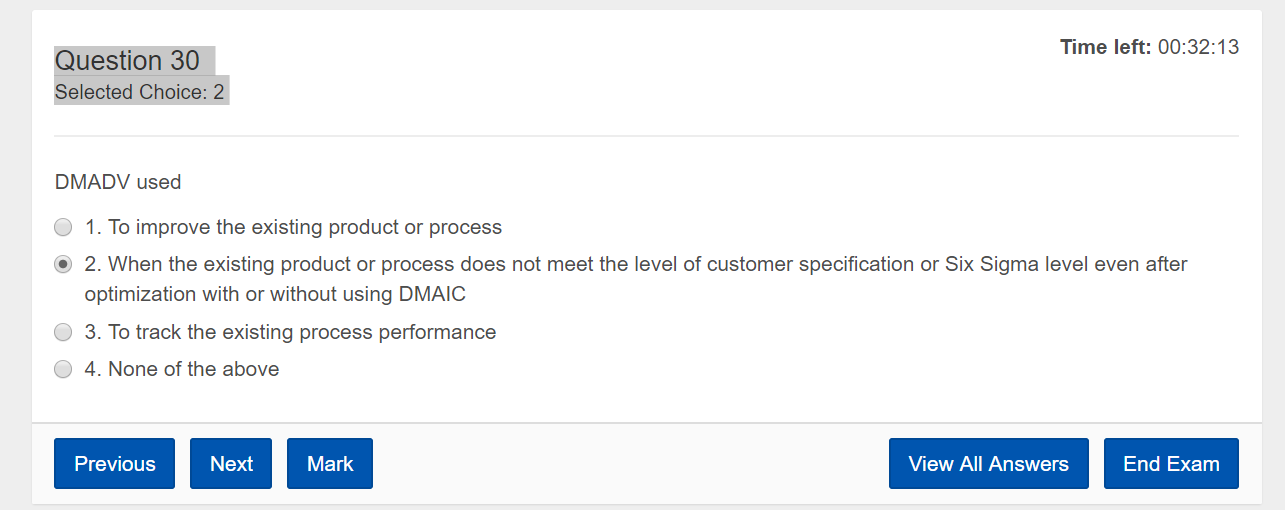 Question 30
Time left: 00:32:13
Selected Choice: 2
DMADV used
1. To improve the existing product or process
2. When the existing product or process does not meet the level of customer specification or Six Sigma level even after
optimization with or without using DMAIC
3. To track the existing process performance
4. None of the above
Previous
Next
Mark
View All Answers
End Exam